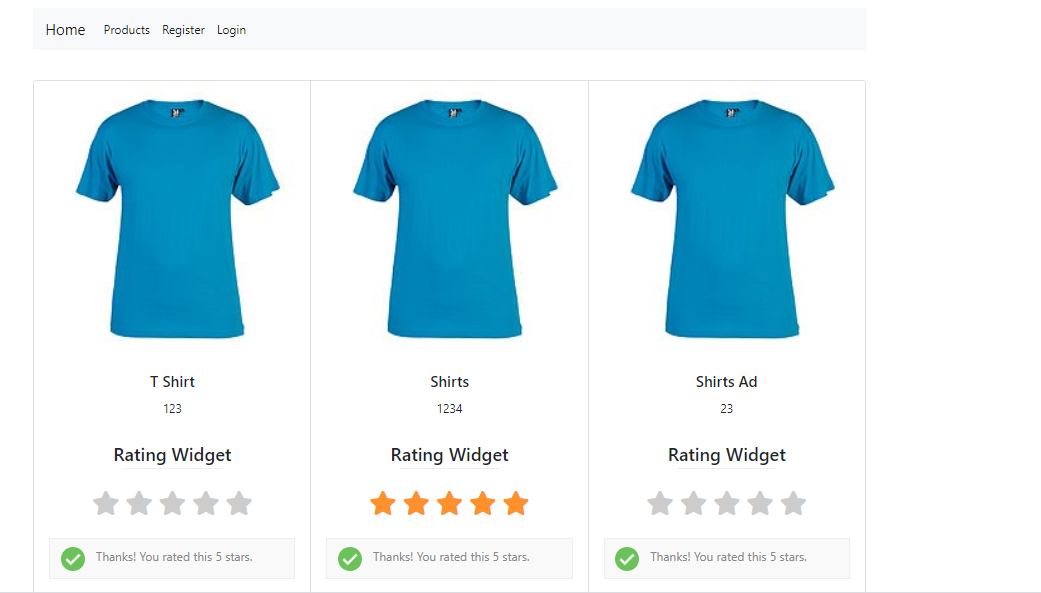 Home Products Register Login
T Shirt
123
Rating Widget
Thanks! You rated this 5 stars.
Shirts
1234
Rating Widget
Thanks! You rated this 5 stars.
Shirts Ad
23
Rating Widget
Thanks! You rated this 5 stars.